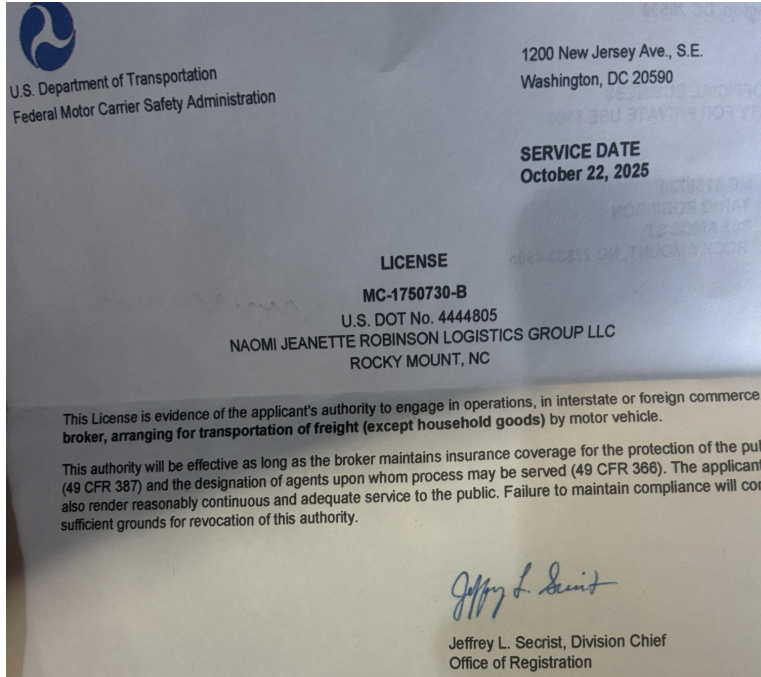 U.S. Department of Transportation
Federal Motor Carrier Safety Administration
1200 New Jersey Ave., S.E.
Washington, DC 20590
SERVICE DATE
October 22, 2025
LICENSE
MC-1750730-B
U.S. DOT No. 4444805
NAOMI JEANETTE ROBINSON LOGISTICS GROUP LLC
ROCKY MOUNT, NC
This License is evidence of the applicant's authority to engage in operations, in interstate or foreign commerce
broker, arranging for transportation of freight (except household goods) by motor vehicle.
This authority will be effective as long as the broker maintains insurance coverage for the protection of the
(49 CFR 387) and the designation of agents upon whom process may be served (49 CFR 366). The applicant
also render reasonably continuous and adequate service to the public. Failure to maintain compliance will
sufficient grounds for revocation of this authority.
Jeffrey L. Secrist, Division Chief
Office of Registration